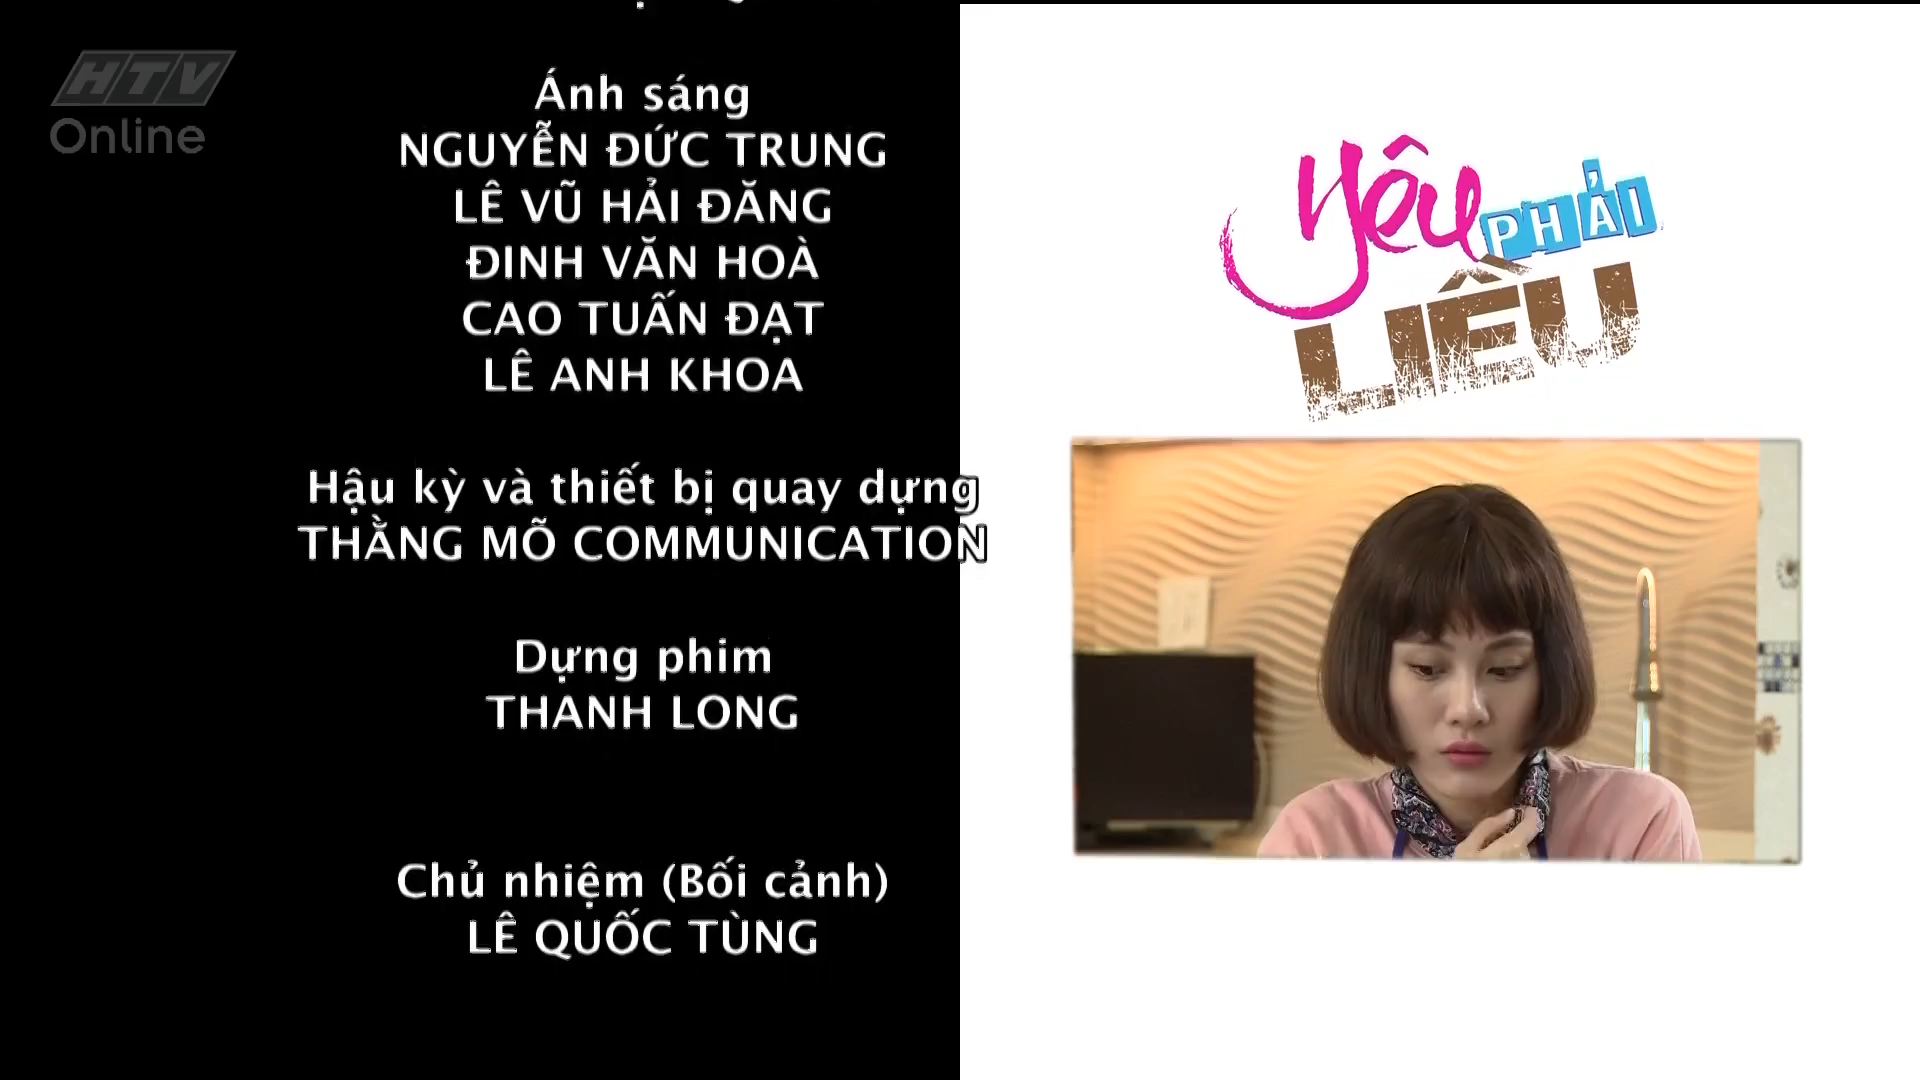 HTV
Online
Ánh sáng
NGUYỄN ĐỨC TRUNG
LÊ VŨ HẢI ĐĂNG
ĐINH VĂN HOÀ
CAO TUẤN ĐẠT
LÊ ANH KHOA
Hậu kỳ và thiết bị quay dựng
THẰNG MÕ COMMUNICATION
Dựng phim
THANH LONG
Chủ nhiệm (Bối cảnh)
LÊ QUỐC TÙNG
Yêu PHẢI
LIỀU